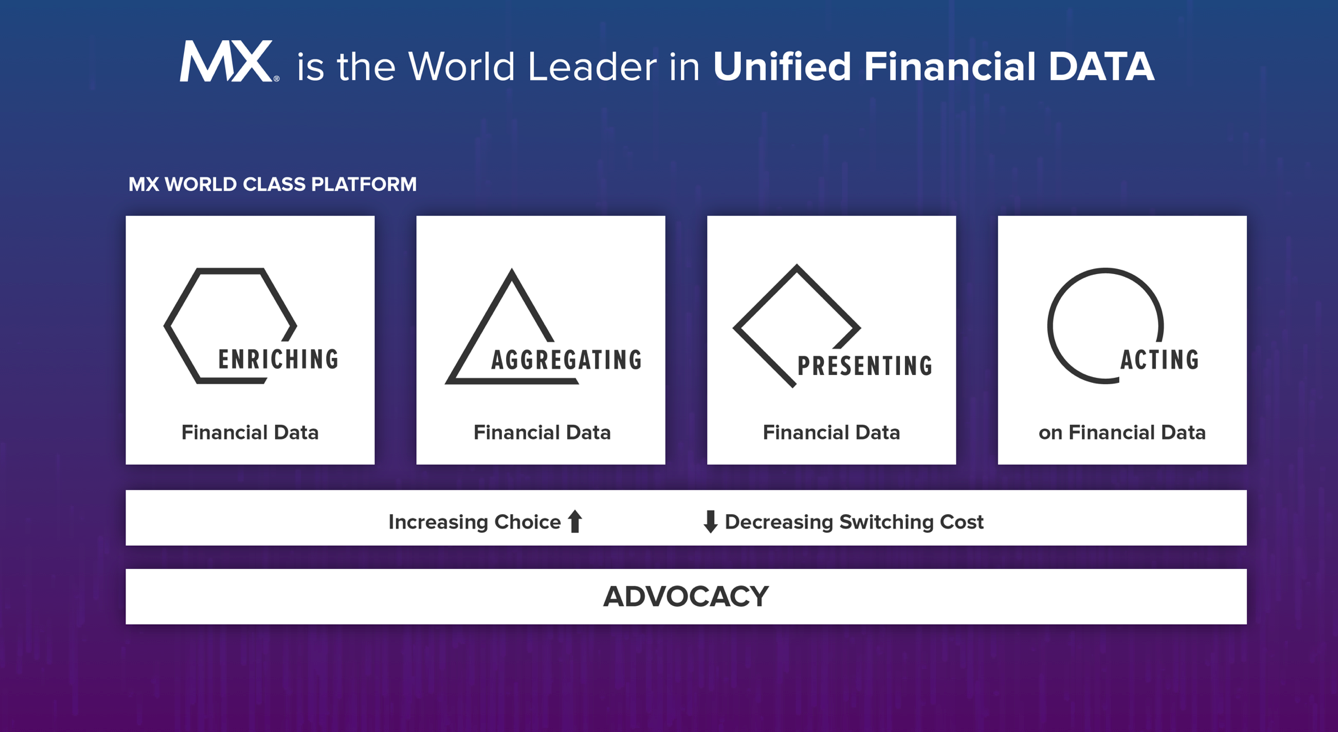 MX® is the World Leader in Unified Financial DATA
MX WORLD CLASS PLATFORM
ENRICHING
Financial Data
AGGREGATING
Financial Data
PRESENTING
Financial Data
ACTING
on Financial Data
Increasing Choice ⬆ ⬇ Decreasing Switching Cost
ADVOCACY